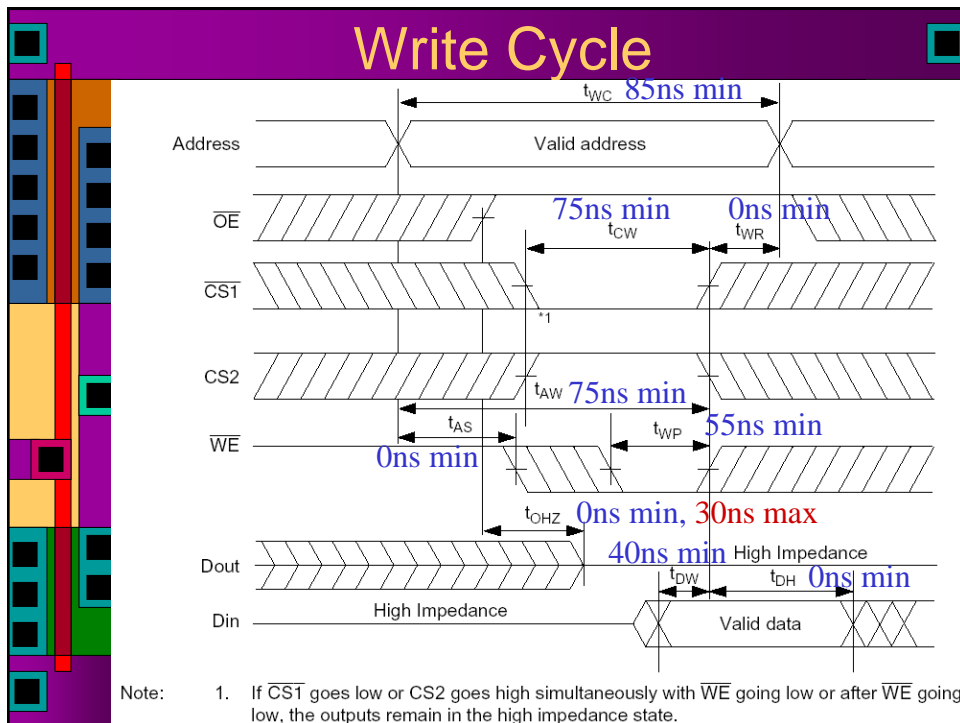 Write Cycle
tWC 85ns min
Address Valid address
OE 75ns min 0ns min
tCW tWR
CS1
*1
CS2
tAW 75ns min
tAS tWP 55ns min
WE
0ns min
tOHZ 0ns min, 30ns max
40ns min High Impedance
Dout
tDW tDH 0ns min
High Impedance
Din Valid data
Note: 1. If CS1 goes low or CS2 goes high simultaneously with WE going low or after WE going
low, the outputs remain in the high impedance state.